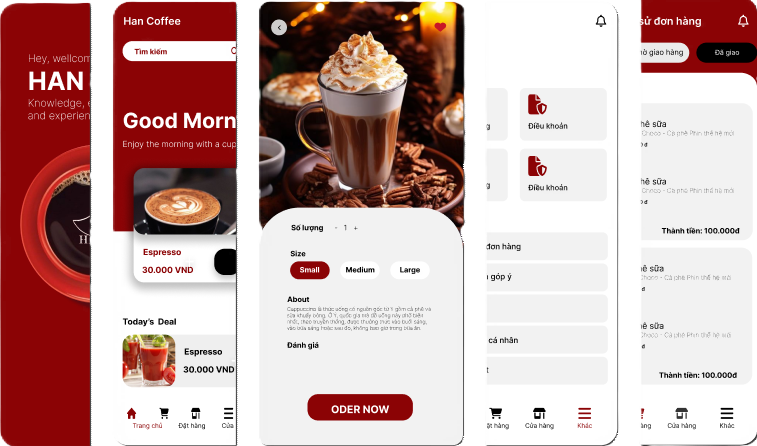 Hey, wellcom
HAN
Knowledge, e
and experien
Han Coffee
Tìm kiếm
Good Morn
Enjoy the morning with a cup
Espresso
30.000 VND
Today's Deal
Espresso
30.000 VND
Trang chủ
Đặt hàng
Cửa
Số lượng - 1 +
Size
Small
Medium
Large
About
Cappuccino là thức uống có nguồn gốc từ Ý gồm cà phê và
sữa khuấy bông. Ở Ý, quốc gia mà đồ uống này phổ biến
nhất, theo truyền thống, được thưởng thức vào buổi sáng,
vào bữa sáng hoặc sau đó, không bao giờ trong bữa ăn
Đánh giá
ODER NOW
g
Điều khoản
g
Điều khoản
đơn hàng
góp ý
cá nhân
t
t hàng
Cửa hàng
Khác
sử đơn hàng
hờ giao hàng
Đã giao
hê sữa
Choco - Cà phê Phin thế hệ mới
0 đ
hê sữa
Choco - Cà phê Phin thế hệ mới
0 đ
Thành tiền: 100.000đ
hê sữa
Choco - Cà phê Phin thế hệ mới
0 đ
hê sữa
Choco - Cà phê Phin thế hệ mới
0 đ
Thành tiền: 100.000đ
hàng
Cửa hàng
Khác